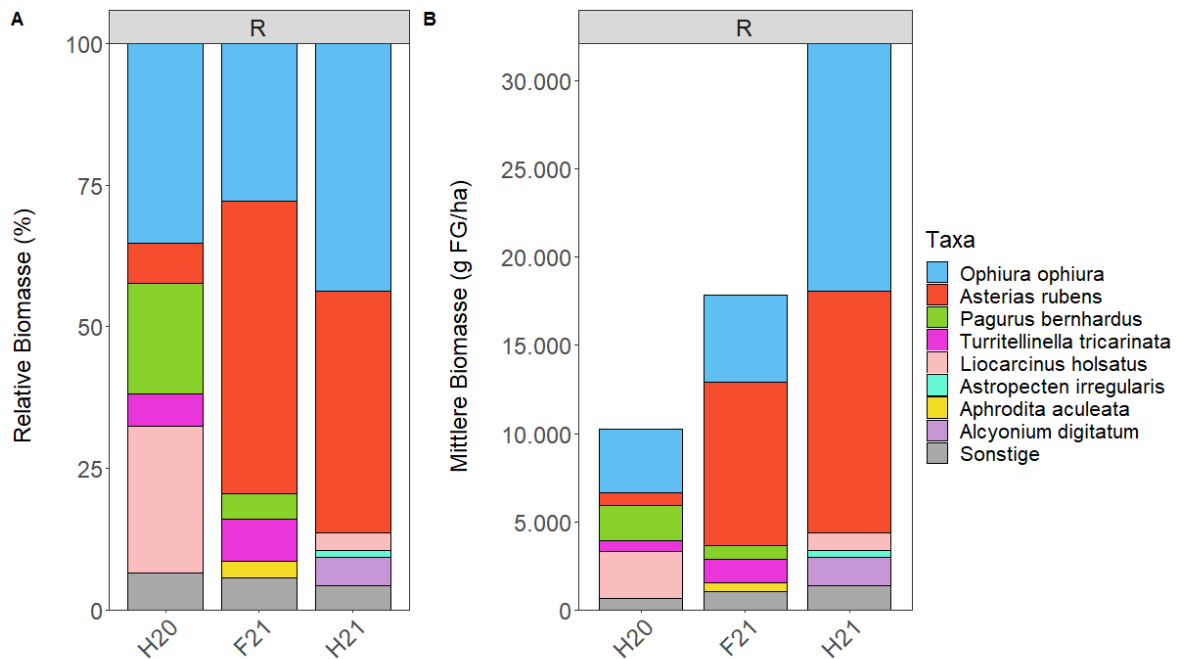 A
R
Relative Biomasse (%)
100
75
50
25
0
H20
F21
H21
B
R
Mittlere Biomasse (g FG/ha)
30.000
25.000
20.000
15.000
10.000
5.000
0
H20
F21
H21
Taxa
Ophiura ophiura
Asterias rubens
Pagurus bernhardus
Turritellinella tricarinata
Liocarcinus holsatus
Astropecten irregularis
Aphrodita aculeata
Alcyonium digitatum
Sonstige